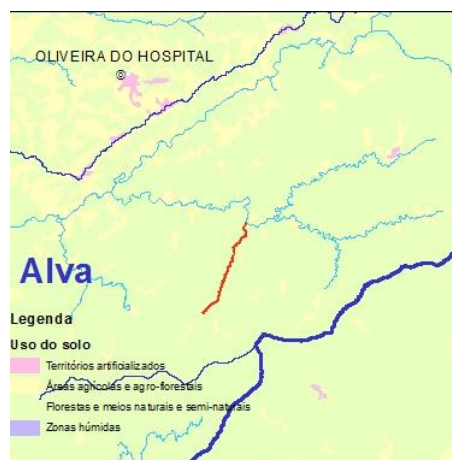 OLIVEIRA DO HOSPITAL
Alva
Legenda
Uso do solo
Territórios artificializados
Áreas agrícolas e agro-florestais
Florestas e meios naturais e semi-naturais
Zonas húmidas